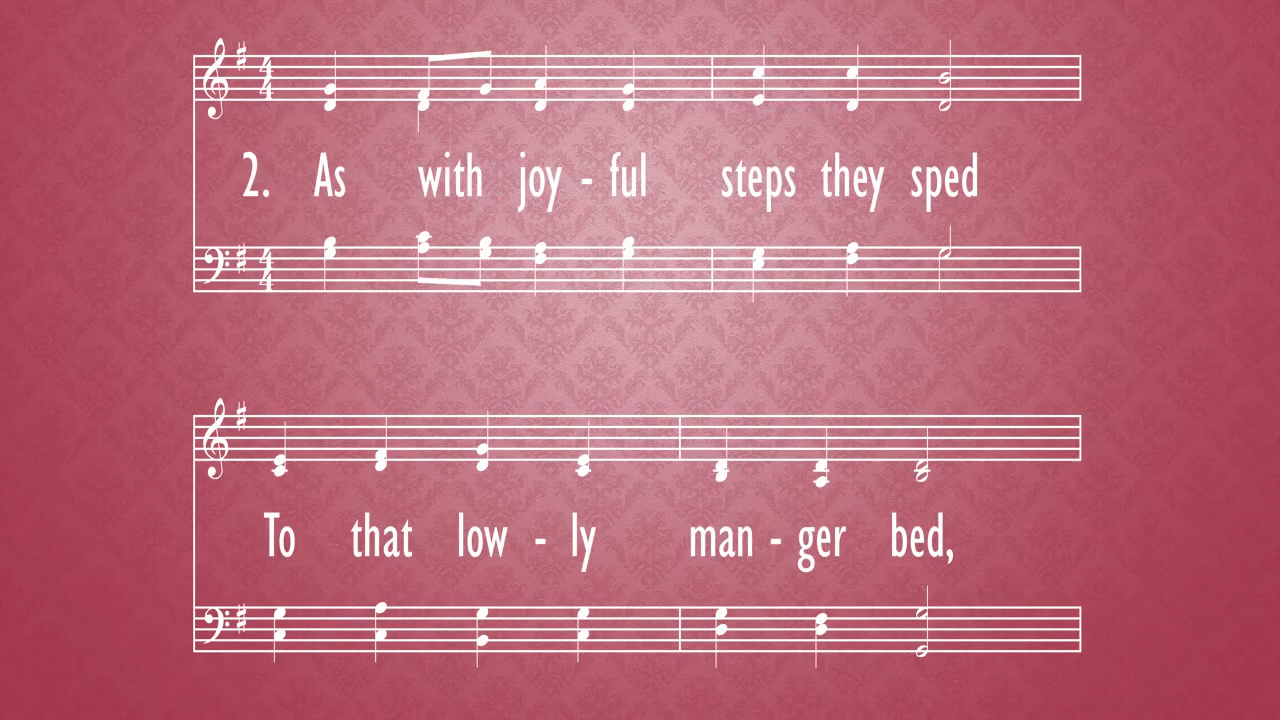 2. As with joy - ful steps they sped
To that low - ly man - ger bed,